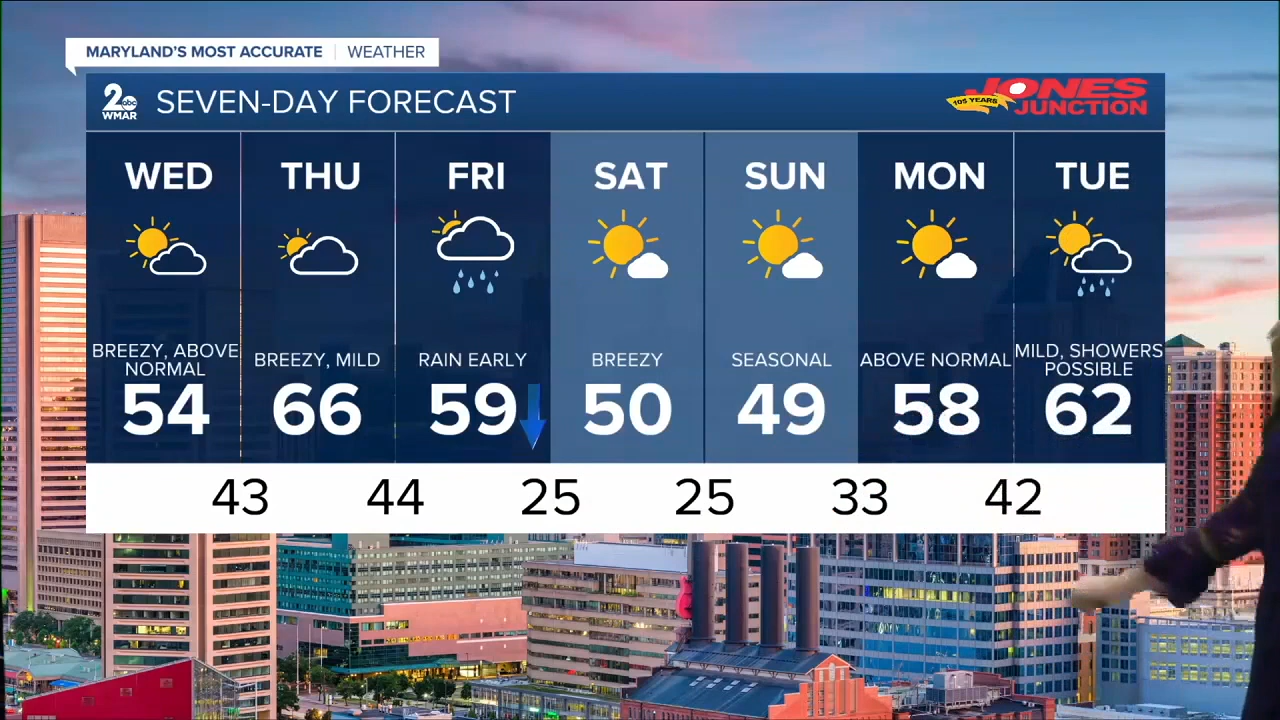 MARYLAND'S MOST ACCURATE | WEATHER
2 abc
WMAR
SEVEN-DAY FORECAST
JONES
105 YEARS
JUNCTION
WED THU FRI SAT SUN MON TUE
BREEZY, ABOVE
NORMAL
BREEZY, MILD
RAIN EARLY
BREEZY
SEASONAL
ABOVE NORMAL
MILD, SHOWERS
POSSIBLE
54 66 59 50 49 58 62
43 44 25 25 33 42